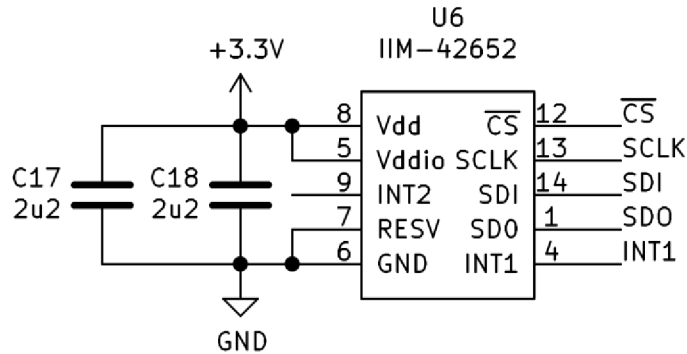 U6
IIM-42652
+3.3V
8 Vdd CS 12 CS
5 Vddio SCLK 13 SCLK
C17 C18 9 INT2 SDI 14 SDI
2u2 2u2 7 RESV SDO 1 SDO
6 GND INT1 4 INT1
GND